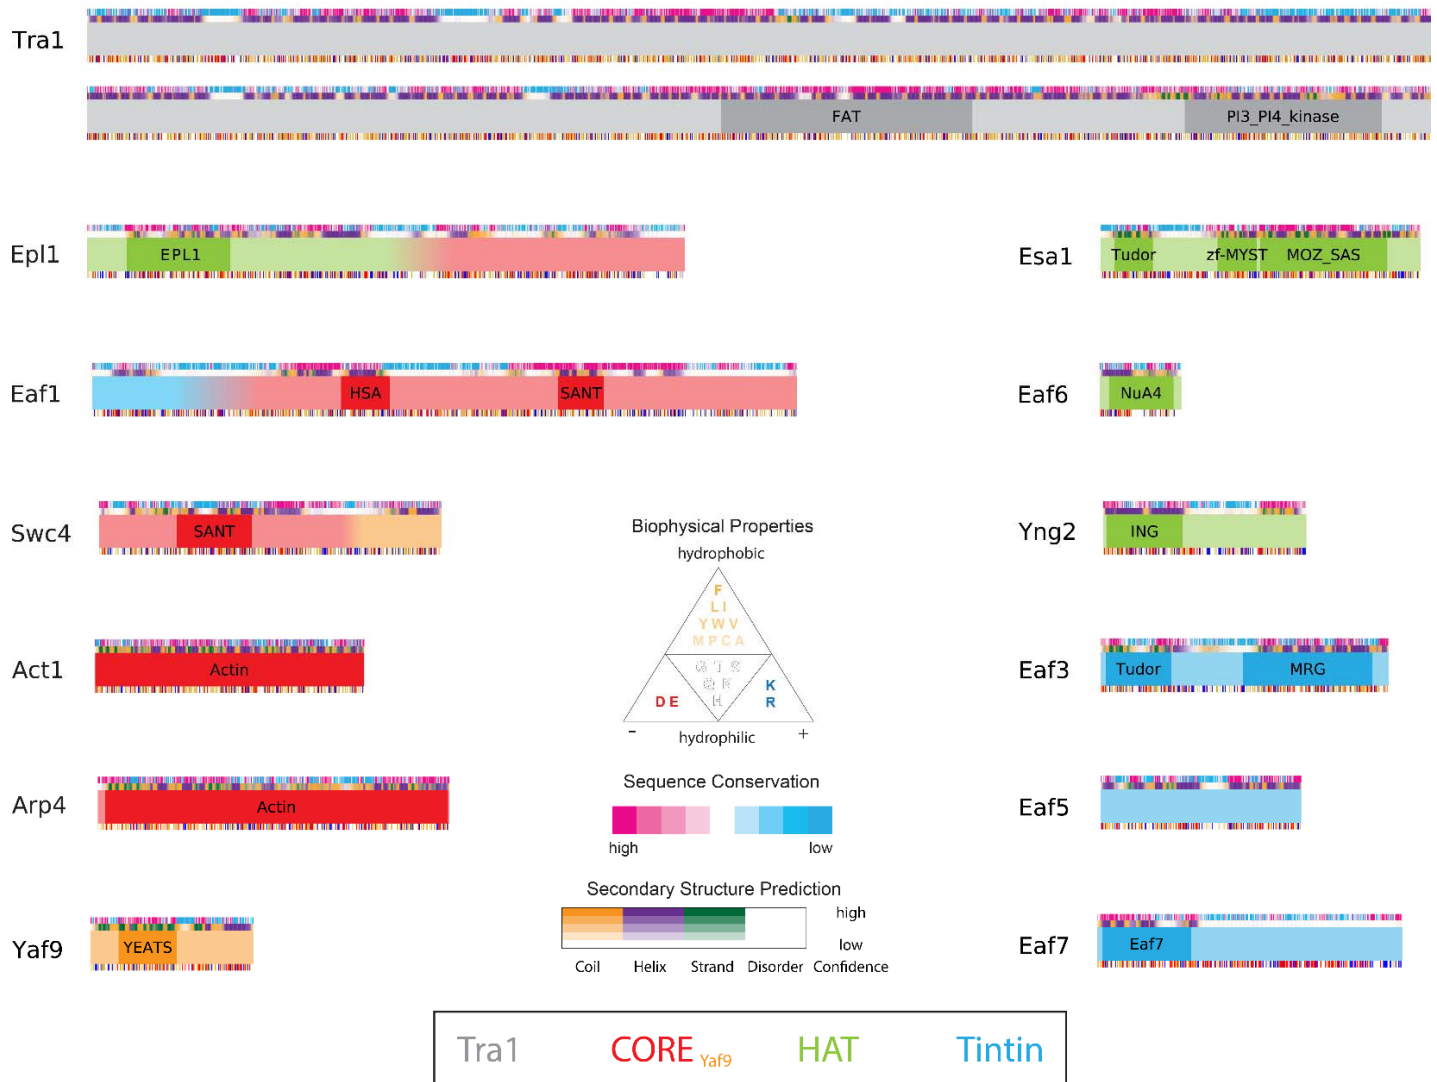 Tra1
FAT
PI3_PI4_kinase
Epl1
EPL1
Esa1
Tudor
zf-MYST
MOZ_SAS
Eaf1
HSA
SANT
Eaf6
NuA4
Swc4
SANT
Yng2
ING
Biophysical Properties
hydrophobic
F
L I
Y W V
M P C A
G T S
Q N
H
D E
K
R
-
hydrophilic
+
Act1
Actin
Eaf3
Tudor
MRG
Sequence Conservation
high
low
Arp4
Actin
Eaf5
Secondary Structure Prediction
high
low
Coil
Helix
Strand
Disorder
Confidence
Yaf9
YEATS
Eaf7
Eaf7
Tra1
CORE Yaf9
HAT
Tintin